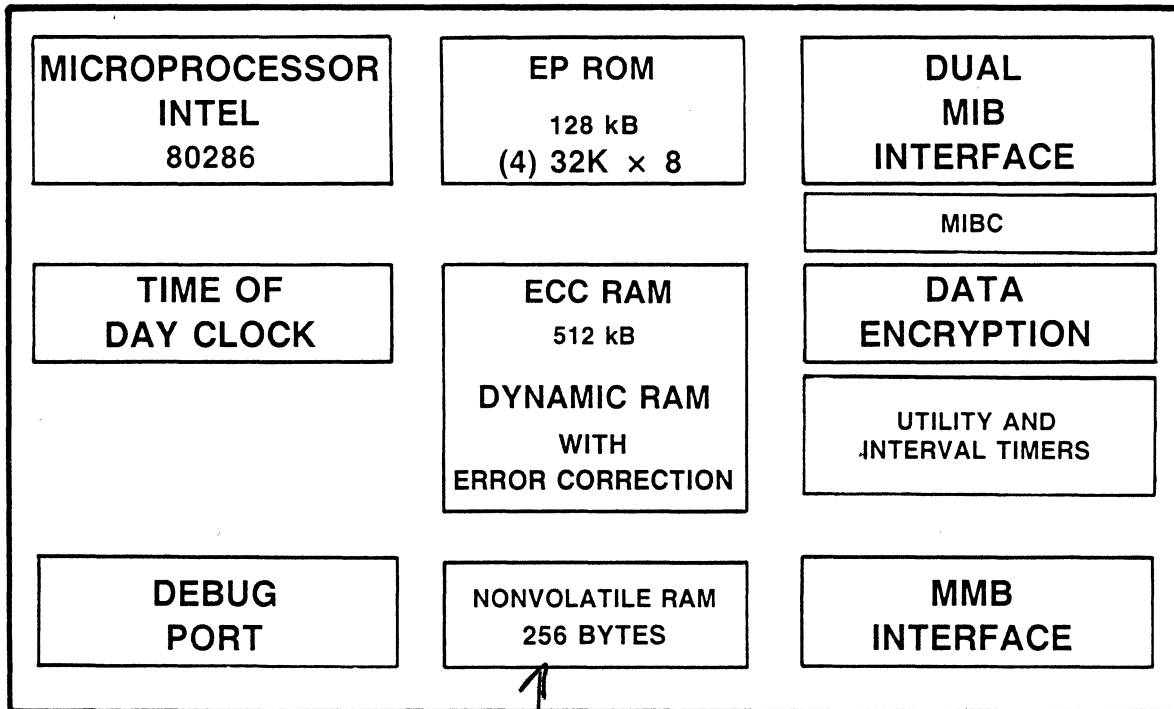 MICROPROCESSOR
INTEL
80286
EP ROM
128 kB
(4) 32K × 8
DUAL
MIB
INTERFACE
MIBC
TIME OF
DAY CLOCK
ECC RAM
512 kB
DYNAMIC RAM
WITH
ERROR CORRECTION
DATA
ENCRYPTION
UTILITY AND
INTERVAL TIMERS
DEBUG
PORT
NONVOLATILE RAM
256 BYTES
MMB
INTERFACE